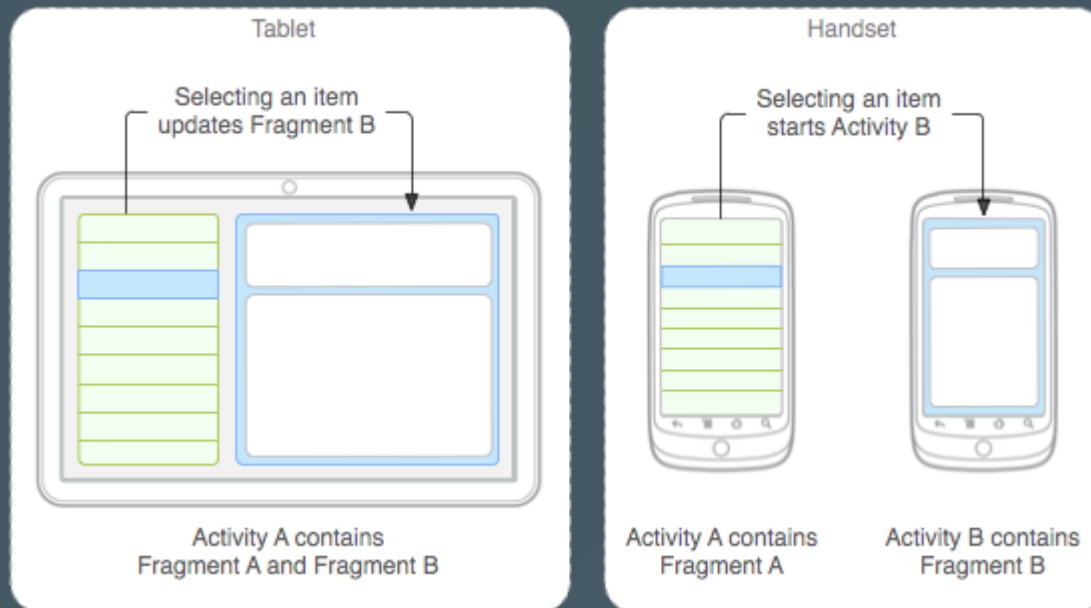 Tablet
Selecting an item
updates Fragment B
Activity A contains
Fragment A and Fragment B
Handset
Selecting an item
starts Activity B
Activity A contains
Fragment A
Activity B contains
Fragment B